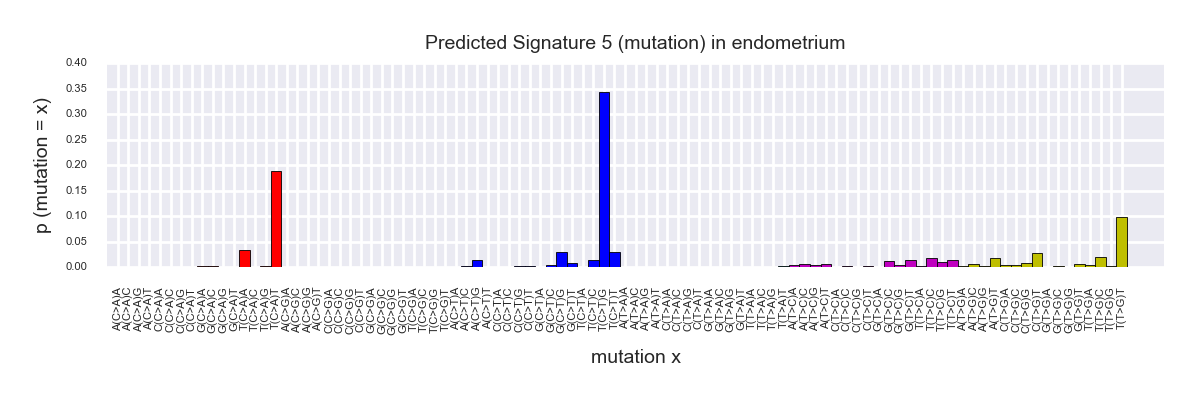 Predicted Signature 5 (mutation) in endometrium
p (mutation = x)
0.40
0.35
0.30
0.25
0.20
0.15
0.10
0.05
0.00
A(C>A)A
A(C>A)C
A(C>A)G
A(C>A)T
C(C>A)A
C(C>A)C
C(C>A)G
C(C>A)T
G(C>A)A
G(C>A)C
G(C>A)G
G(C>A)T
T(C>A)A
T(C>A)C
T(C>A)G
T(C>A)T
A(C>G)A
A(C>G)C
A(C>G)G
A(C>G)T
C(C>G)A
C(C>G)C
C(C>G)G
C(C>G)T
G(C>G)A
G(C>G)C
G(C>G)G
G(C>G)T
T(C>G)A
T(C>G)C
T(C>G)G
T(C>G)T
A(C>T)A
A(C>T)C
A(C>T)G
A(C>T)T
C(C>T)A
C(C>T)C
C(C>T)G
C(C>T)T
G(C>T)A
G(C>T)C
G(C>T)G
G(C>T)T
T(C>T)A
T(C>T)C
T(C>T)G
T(C>T)T
A(T>A)A
A(T>A)C
A(T>A)G
A(T>A)T
C(T>A)A
C(T>A)C
C(T>A)G
C(T>A)T
G(T>A)A
G(T>A)C
G(T>A)G
G(T>A)T
T(T>A)A
T(T>A)C
T(T>A)G
T(T>A)T
A(T>C)A
A(T>C)C
A(T>C)G
A(T>C)T
C(T>C)A
C(T>C)C
C(T>C)G
C(T>C)T
G(T>C)A
G(T>C)C
G(T>C)G
G(T>C)T
T(T>C)A
T(T>C)C
T(T>C)G
T(T>C)T
A(T>G)A
A(T>G)C
A(T>G)G
A(T>G)T
C(T>G)A
C(T>G)C
C(T>G)G
C(T>G)T
G(T>G)A
G(T>G)C
G(T>G)G
G(T>G)T
T(T>G)A
T(T>G)C
T(T>G)G
T(T>G)T
mutation x